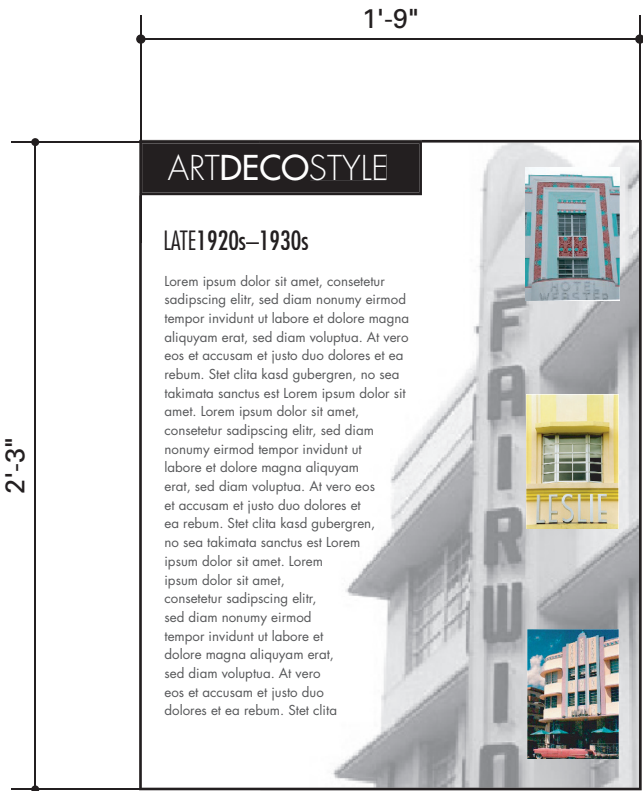 1'-9"
2'-3"
ARTDECOSTYLE
LATE1920s–1930s
Lorem ipsum dolor sit amet, consetetur
sadipscing elitr, sed diam nonumy eirmod
tempor invidunt ut labore et dolore magna
aliquyam erat, sed diam voluptua. At vero
eos et accusam et justo duo dolores et ea
rebum. Stet clita kasd gubergren, no sea
takimata sanctus est Lorem ipsum dolor sit
amet. Lorem ipsum dolor sit amet,
consetetur sadipscing elitr, sed diam
nonumy eirmod tempor invidunt ut
labore et dolore magna aliquyam
erat, sed diam voluptua. At vero eos
et accusam et justo duo dolores et
ea rebum. Stet clita kasd gubergren,
no sea takimata sanctus est Lorem
ipsum dolor sit amet. Lorem
ipsum dolor sit amet,
consetetur sadipscing elitr,
sed diam nonumy eirmod
tempor invidunt ut labore et
dolore magna aliquyam erat,
sed diam voluptua. At vero
eos et accusam et justo duo
dolores et ea rebum. Stet clita
FAIRWIN
HOTEL
WEBSTER
LESLIE